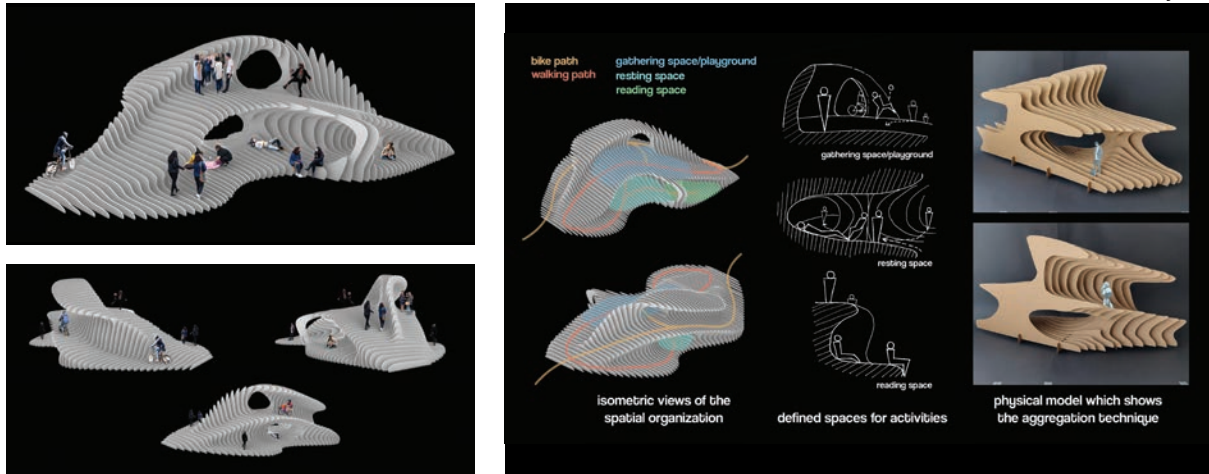 bike path
walking path
gathering space/playground
resting space
reading space
gathering space/playground
resting space
reading space
isometric views of the
spatial organization
defined spaces for activities
physical model which shows
the aggregation technique